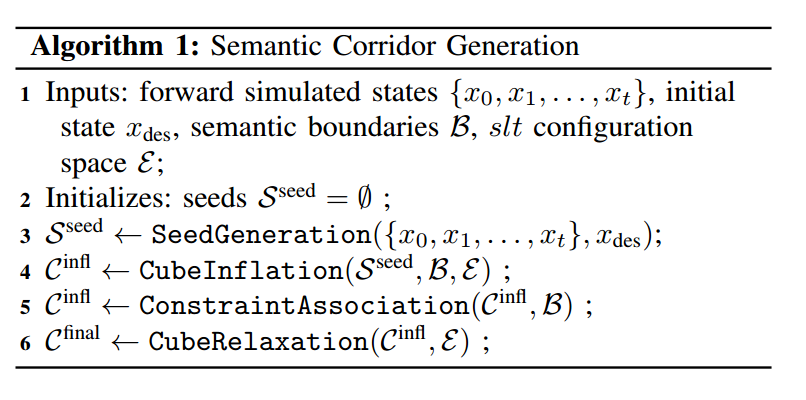 Algorithm 1: Semantic Corridor Generation
1 Inputs: forward simulated states {x₀, x₁, . . . , xₜ}, initial
state x_des, semantic boundaries ℬ, slt configuration
space ℰ;
2 Initializes: seeds 𝒮^seed = ∅ ;
3 𝒮^seed ← SeedGeneration({x₀, x₁, . . . , xₜ}, x_des);
4 𝒞^infl ← CubeInflation(𝒮^seed, ℬ, ℰ) ;
5 𝒞^infl ← ConstraintAssociation(𝒞^infl, ℬ) ;
6 𝒞^final ← CubeRelaxation(𝒞^infl, ℰ) ;